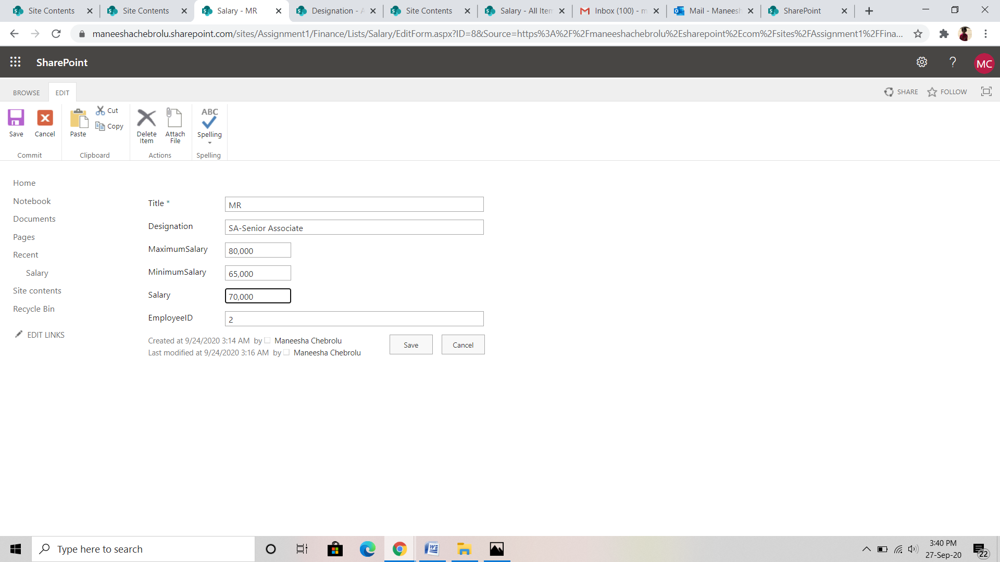 Site Contents
Site Contents
Salary - MR
Designation - A
Site Contents
Salary - All Item
Inbox (100) - m
Mail - Maneesh
SharePoint
maneeshachebrolu.sharepoint.com/sites/Assignment1/Finance/Lists/Salary/EditForm.aspx?ID=8&Source=https%3A%2F%2Fmaneeshachebrolu%2Esharepoint%2Ecom%2Fsites%2FAssignment1%2FFina...
SharePoint
?
MC
BROWSE
EDIT
SHARE
FOLLOW
Save
Cancel
Paste
Cut
Copy
Delete Item
Attach File
ABC
Spelling
Commit
Clipboard
Actions
Spelling
Home
Notebook
Documents
Pages
Recent
Salary
Site contents
Recycle Bin
EDIT LINKS
Title *
MR
Designation
SA-Senior Associate
MaximumSalary
80,000
MinimumSalary
65,000
Salary
70,000
EmployeeID
2
Created at 9/24/2020 3:14 AM by Maneesha Chebrolu
Last modified at 9/24/2020 3:16 AM by Maneesha Chebrolu
Save
Cancel
Type here to search
3:40 PM
27-Sep-20
22